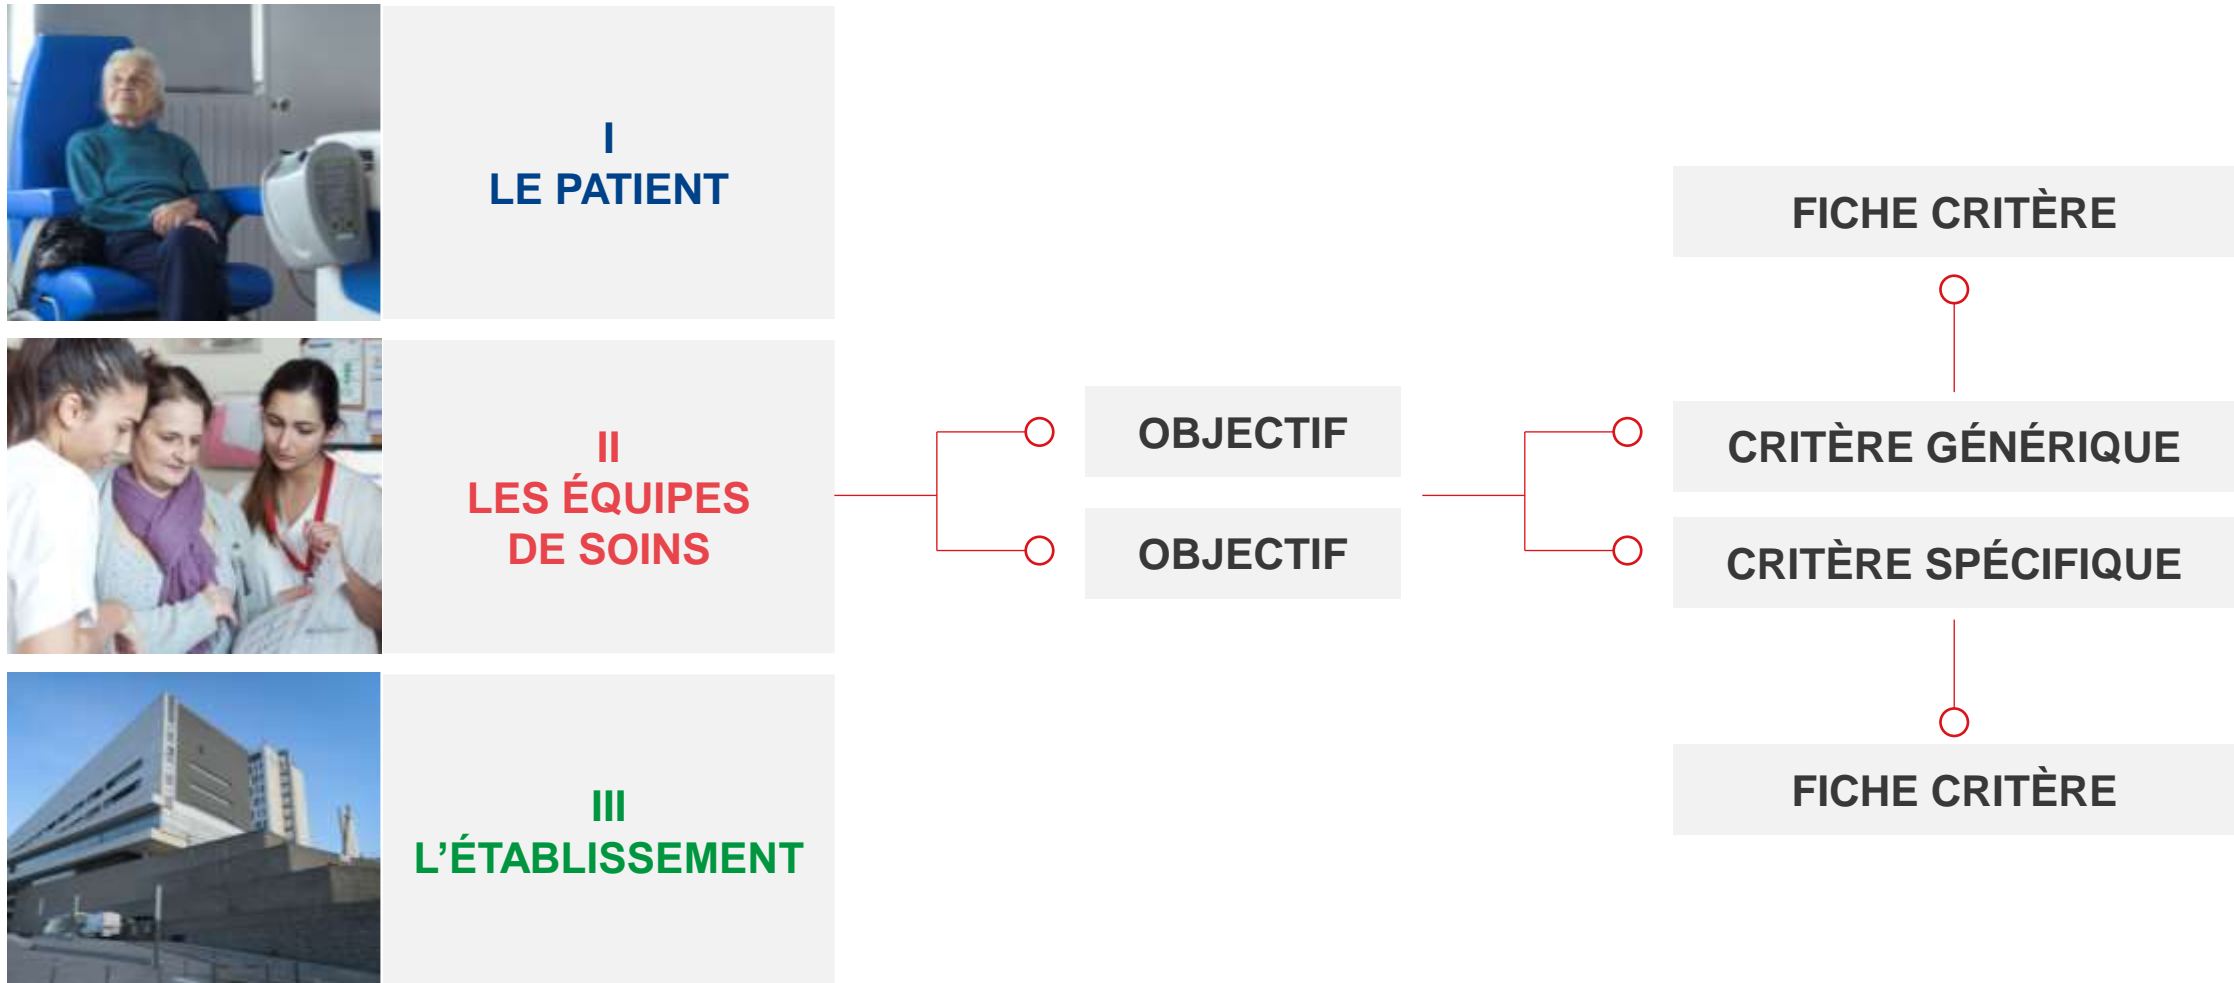 I
LE PATIENT
II
LES ÉQUIPES
DE SOINS
III
L’ÉTABLISSEMENT
OBJECTIF
OBJECTIF
FICHE CRITÈRE
CRITÈRE GÉNÉRIQUE
CRITÈRE SPÉCIFIQUE
FICHE CRITÈRE